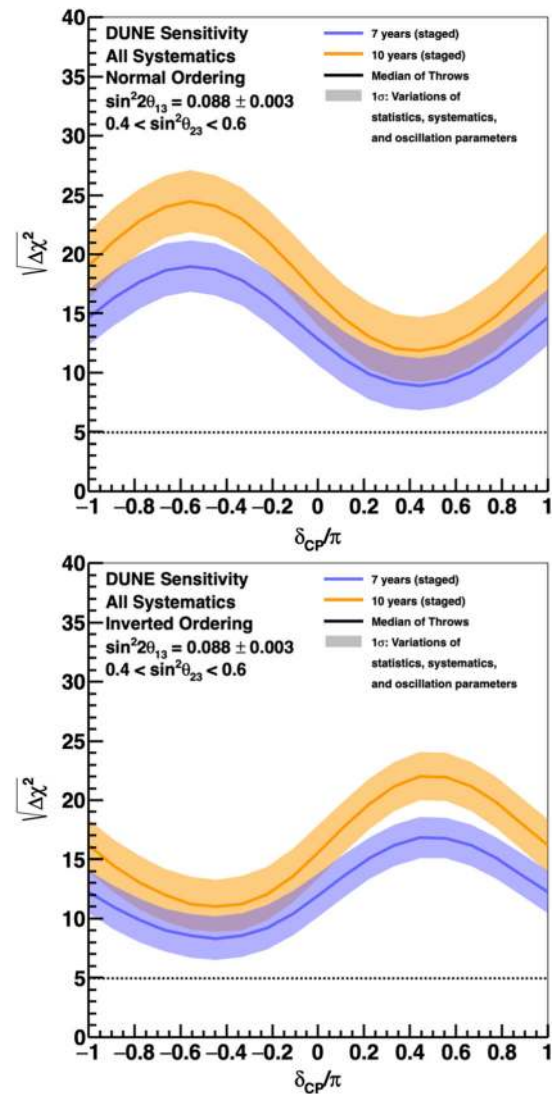 DUNE Sensitivity
All Systematics
Normal Ordering
sin²2θ₁₃ = 0.088 ± 0.003
0.4 < sin²θ₂₃ < 0.6
7 years (staged)
10 years (staged)
Median of Throws
1σ: Variations of
statistics, systematics,
and oscillation parameters
√Δχ²
40
35
30
25
20
15
10
5
0
−1 −0.8 −0.6 −0.4 −0.2 0 0.2 0.4 0.6 0.8 1
δCP/π
DUNE Sensitivity
All Systematics
Inverted Ordering
sin²2θ₁₃ = 0.088 ± 0.003
0.4 < sin²θ₂₃ < 0.6
7 years (staged)
10 years (staged)
Median of Throws
1σ: Variations of
statistics, systematics,
and oscillation parameters
√Δχ²
40
35
30
25
20
15
10
5
0
−1 −0.8 −0.6 −0.4 −0.2 0 0.2 0.4 0.6 0.8 1
δCP/π